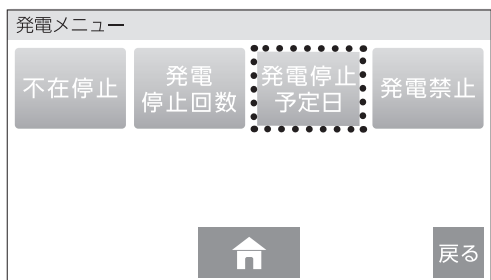 発電メニュー
不在停止
発電
停止回数
発電停止
予定日
発電禁止
戻る